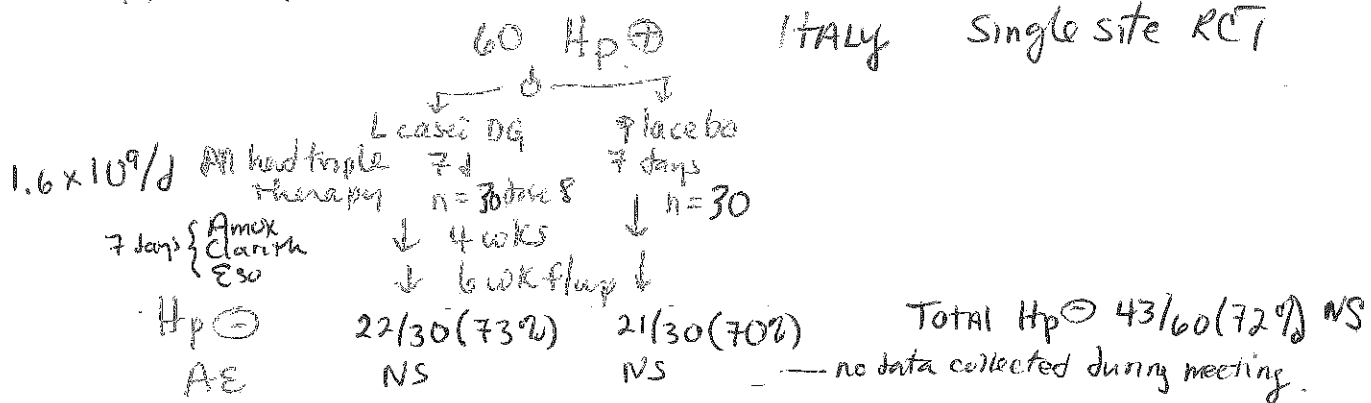 60 Hp ⊕ ITALY Single site RCT
L casei DG Placebo
1.6 x 10⁹/d All had triple 7d 7 days
therapy n = 30 n = 30
7 days { Amox
Clarith ↓ 4 wks
Eso ↓ 6 wk f/up ↓
Hp ⊖ 22/30 (73%) 21/30 (70%) TOTAL Hp ⊖ 43/60 (72%) NS
AE NS NS — no data collected during meeting.